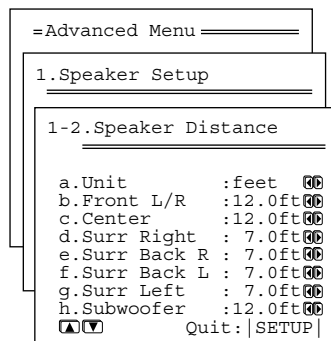 =Advanced Menu
1.Speaker Setup
1-2.Speaker Distance
a.Unit :feet
b.Front L/R :12.0ft
c.Center :12.0ft
d.Surr Right : 7.0ft
e.Surr Back R : 7.0ft
f.Surr Back L : 7.0ft
g.Surr Left : 7.0ft
h.Subwoofer :12.0ft
Quit:|SETUP|